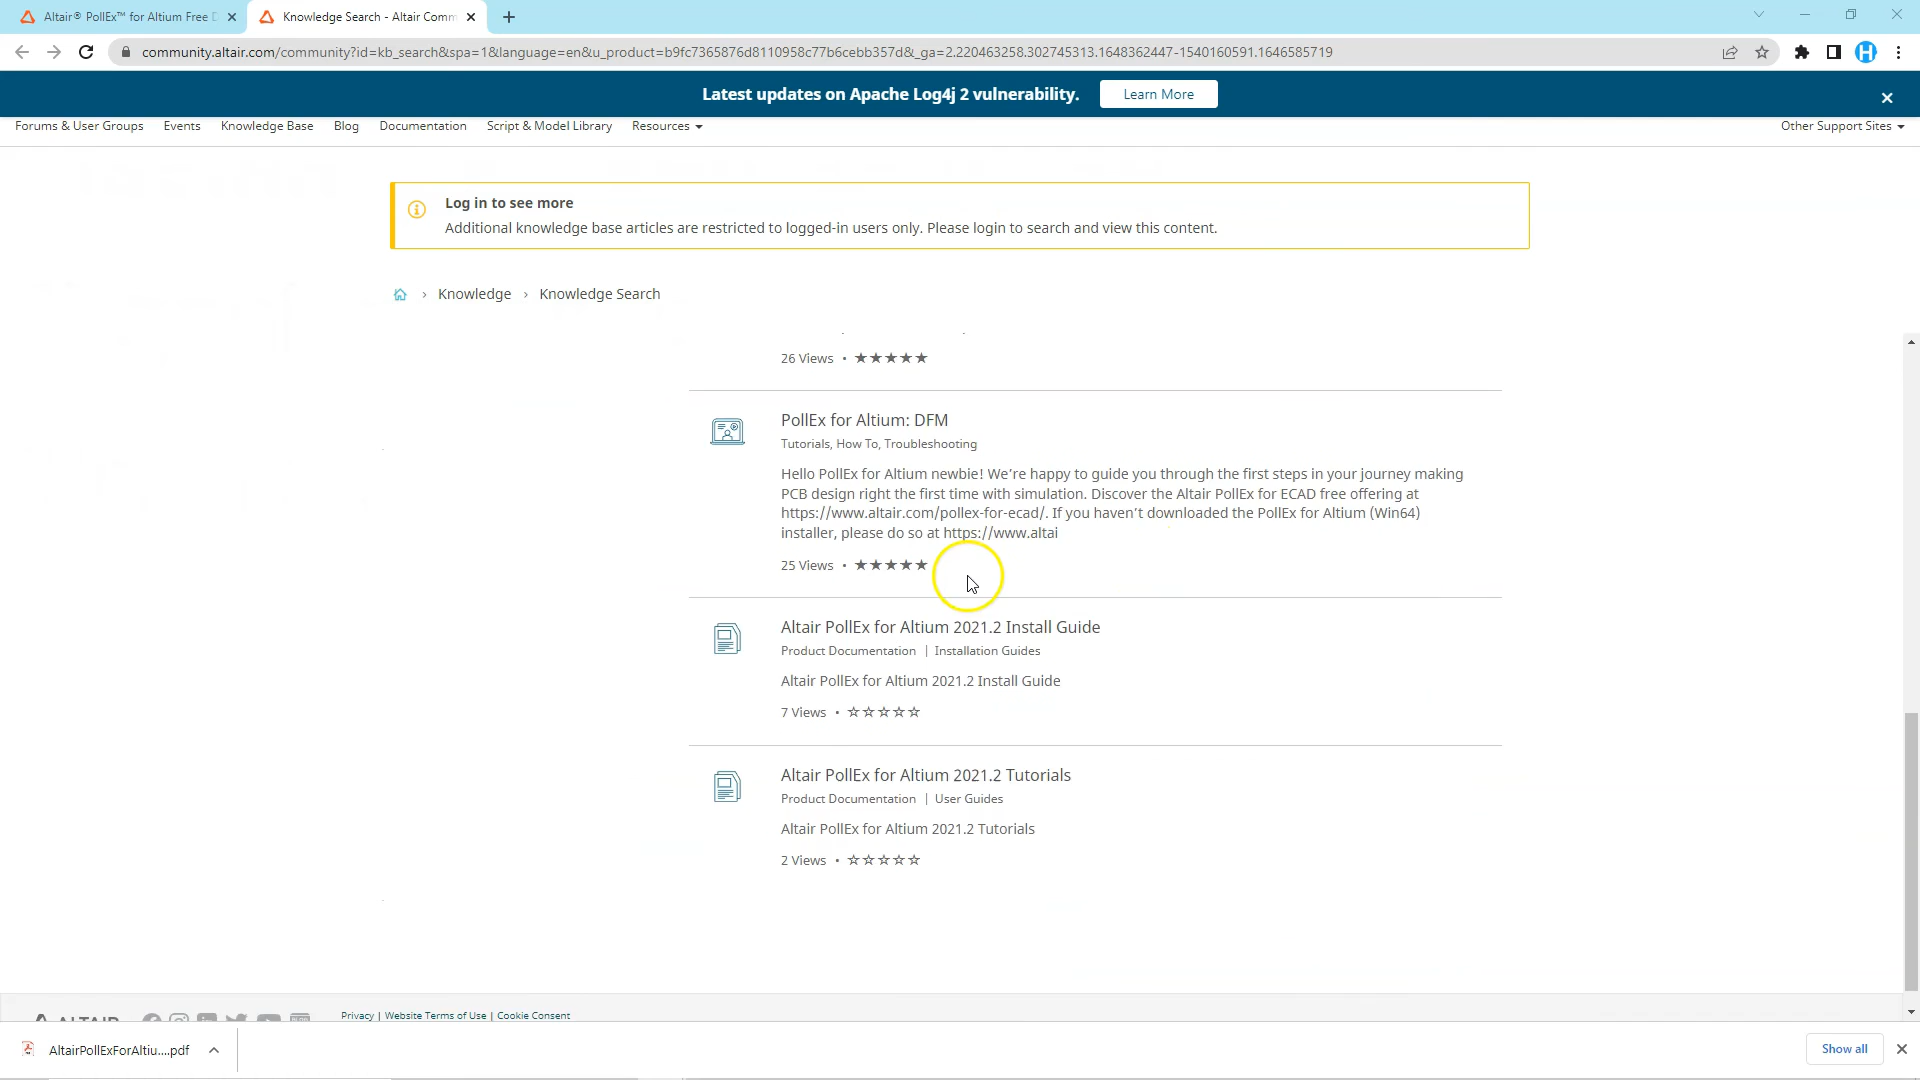 Altair® PollEx™ for Altium Free
Knowledge Search - Altair Comm
community.altair.com/community?id=kb_search&spa=1&language=en&u_product=b9fc7365876d8110958c77b6cebb357d&_ga=2.220463258.302745313.1648362447-1540160591.1646585719
H
Latest updates on Apache Log4j 2 vulnerability. Learn More
Forums & User Groups Events Knowledge Base Blog Documentation Script & Model Library Resources Other Support Sites
Log in to see more
Additional knowledge base articles are restricted to logged-in users only. Please login to search and view this content.
Knowledge › Knowledge Search
26 Views • ★★★★★
PollEx for Altium: DFM
Tutorials, How To, Troubleshooting
Hello PollEx for Altium newbie! We’re happy to guide you through the first steps in your journey making
PCB design right the first time with simulation. Discover the Altair PollEx for ECAD free offering at
https://www.altair.com/pollex-for-ecad/. If you haven’t downloaded the PollEx for Altium (Win64)
installer, please do so at https://www.altai
25 Views • ★★★★★
Altair PollEx for Altium 2021.2 Install Guide
Product Documentation | Installation Guides
Altair PollEx for Altium 2021.2 Install Guide
7 Views • ☆☆☆☆☆
Altair PollEx for Altium 2021.2 Tutorials
Product Documentation | User Guides
Altair PollEx for Altium 2021.2 Tutorials
2 Views • ☆☆☆☆☆
ALTAIR
Privacy | Website Terms of Use | Cookie Consent
AltairPollExForAltiu....pdf
Show all